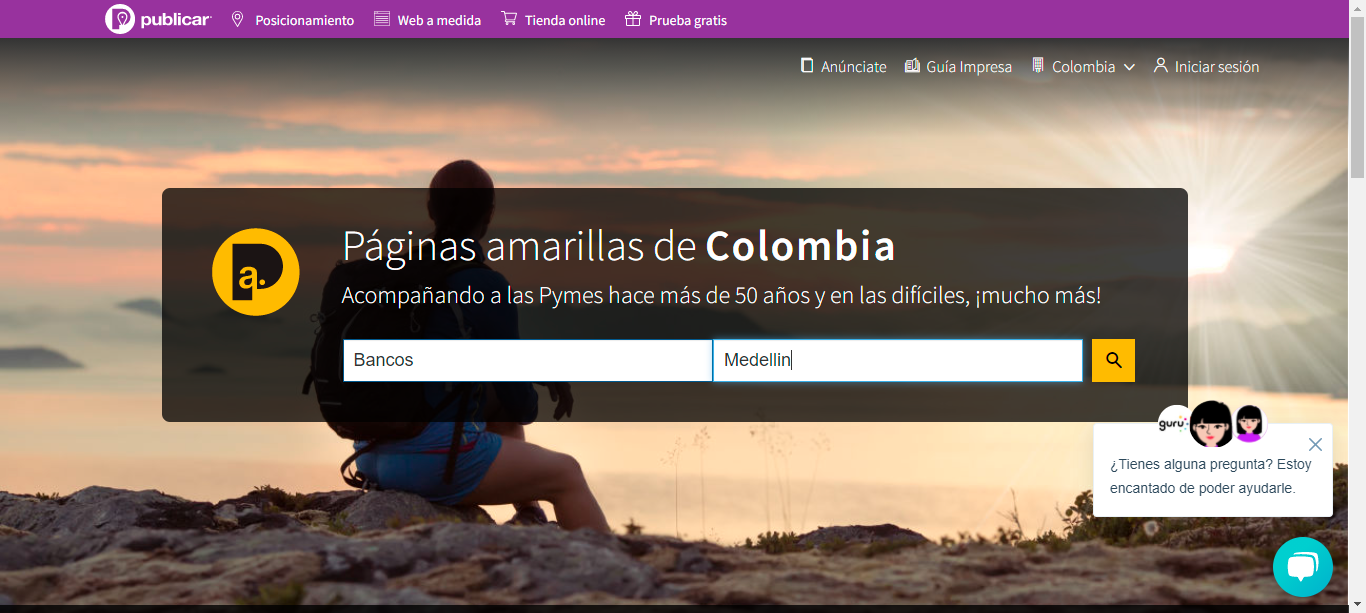 publicar Posicionamiento Web a medida Tienda online Prueba gratis
Anúnciate Guía Impresa Colombia Iniciar sesión
a.
Páginas amarillas de Colombia
Acompañando a las Pymes hace más de 50 años y en las difíciles, ¡mucho más!
Bancos Medellin
guru
¿Tienes alguna pregunta? Estoy
encantado de poder ayudarle.